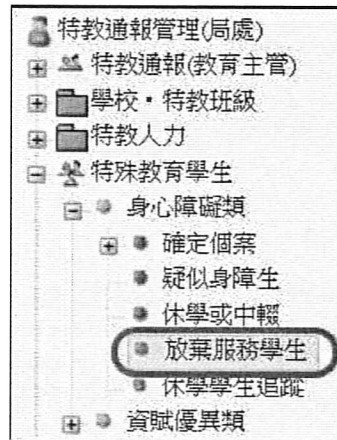 特教通報管理(局處)
特教通報(教育主管)
學校・特教班級
特教人力
特殊教育學生
身心障礙類
確定個案
疑似身障生
休學或中輟
放棄服務學生
休學學生追蹤
資賦優異類